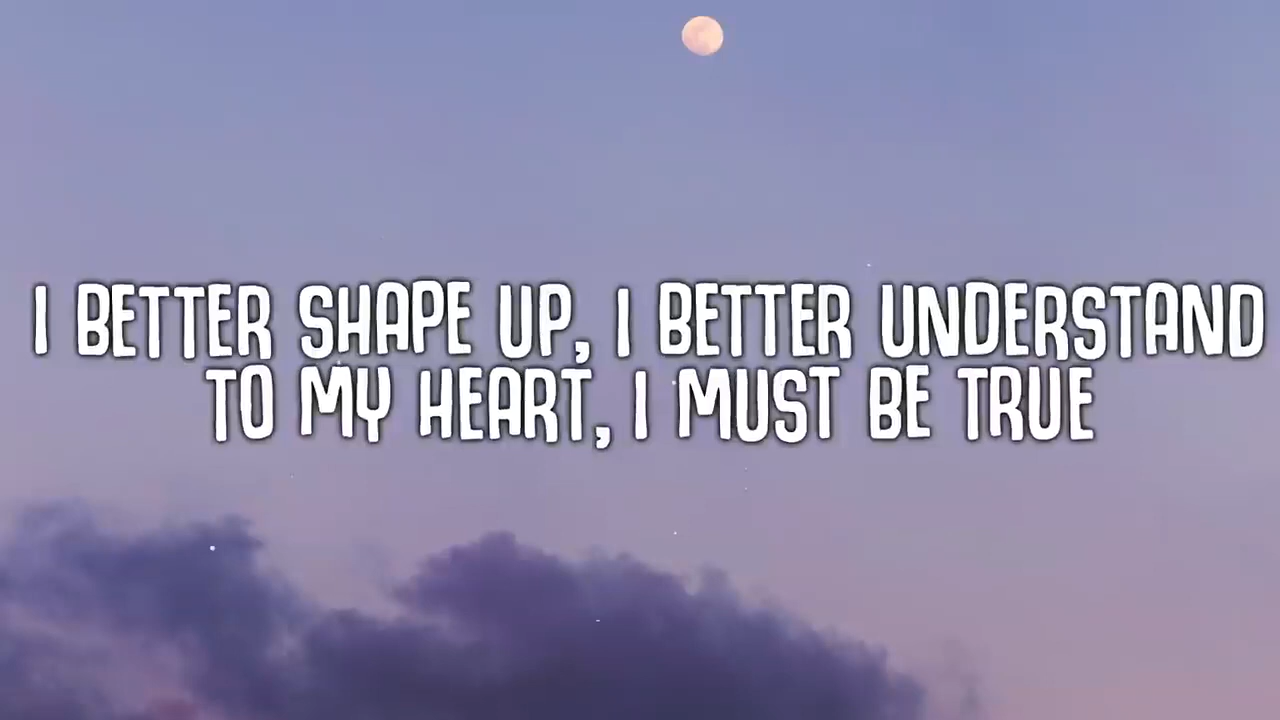 I BETTER SHAPE UP, I BETTER UNDERSTAND
TO MY HEART, I MUST BE TRUE